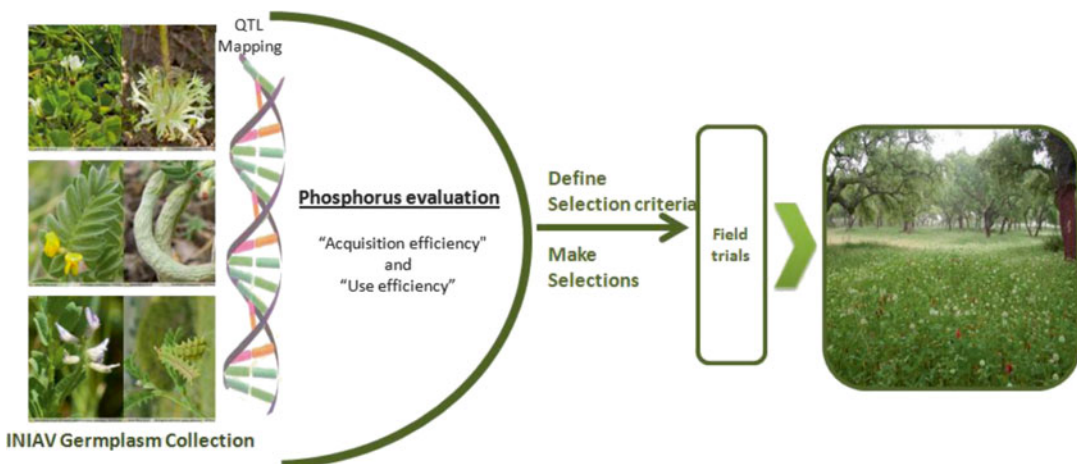 QTL
Mapping
Phosphorus evaluation
“Acquisition efficiency"
and
“Use efficiency”
INIAV Germplasm Collection
Define
Selection criteria
Make
Selections
Field
trials